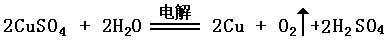 2CuSO₄ + 2H₂O ══电解══ 2Cu + O₂↑+2H₂SO₄